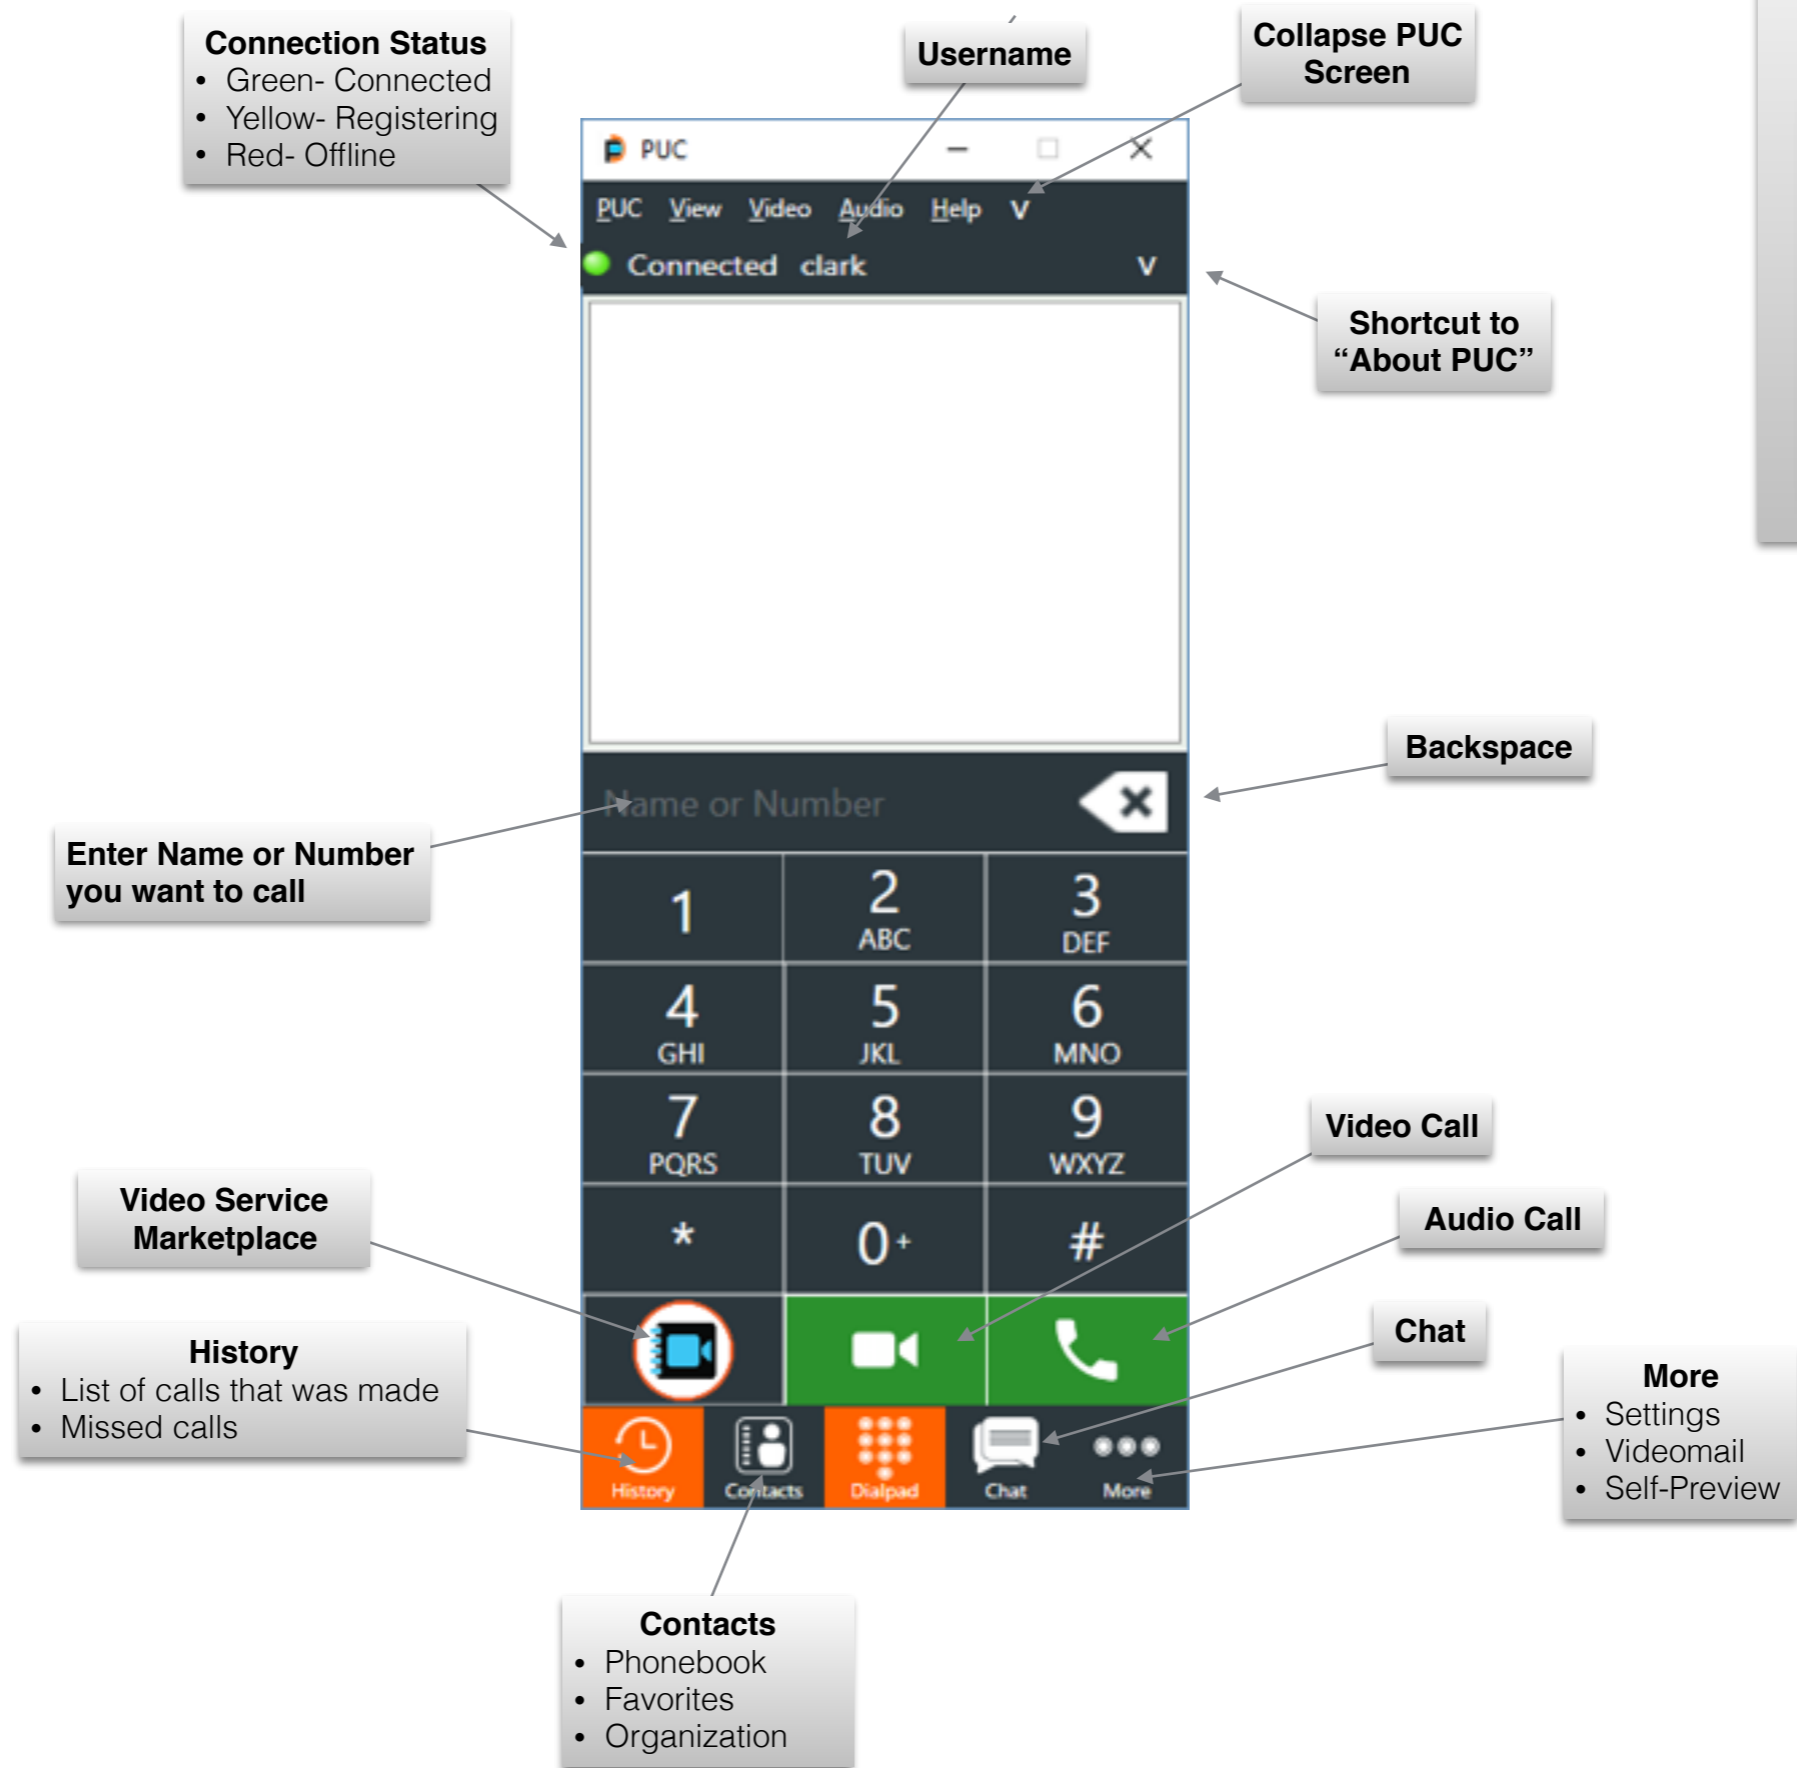 Connection Status
• Green- Connected
• Yellow- Registering
• Red- Offline
Username
Collapse PUC
Screen
PUC
PUC View Video Audio Help V
Connected clark V
Shortcut to
“About PUC”
Backspace
Name or Number
Enter Name or Number
you want to call
1
2
ABC
3
DEF
4
GHI
5
JKL
6
MNO
7
PQRS
8
TUV
9
WXYZ
*
0+
#
Video Call
Audio Call
Video Service
Marketplace
Chat
History
• List of calls that was made
• Missed calls
More
• Settings
• Videomail
• Self-Preview
History Contacts Dialpad Chat More
Contacts
• Phonebook
• Favorites
• Organization